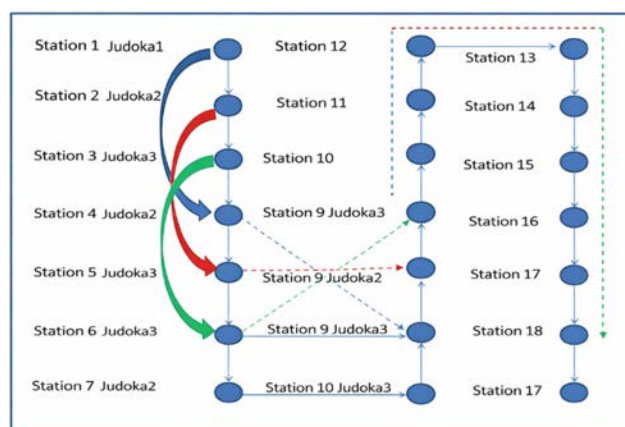 Station 1 Judoka1
Station 12
Station 13
Station 2 Judoka2
Station 11
Station 14
Station 3 Judoka3
Station 10
Station 15
Station 4 Judoka2
Station 9 Judoka3
Station 16
Station 5 Judoka3
Station 9 Judoka2
Station 17
Station 6 Judoka3
Station 9 Judoka3
Station 18
Station 7 Judoka2
Station 10 Judoka3
Station 17